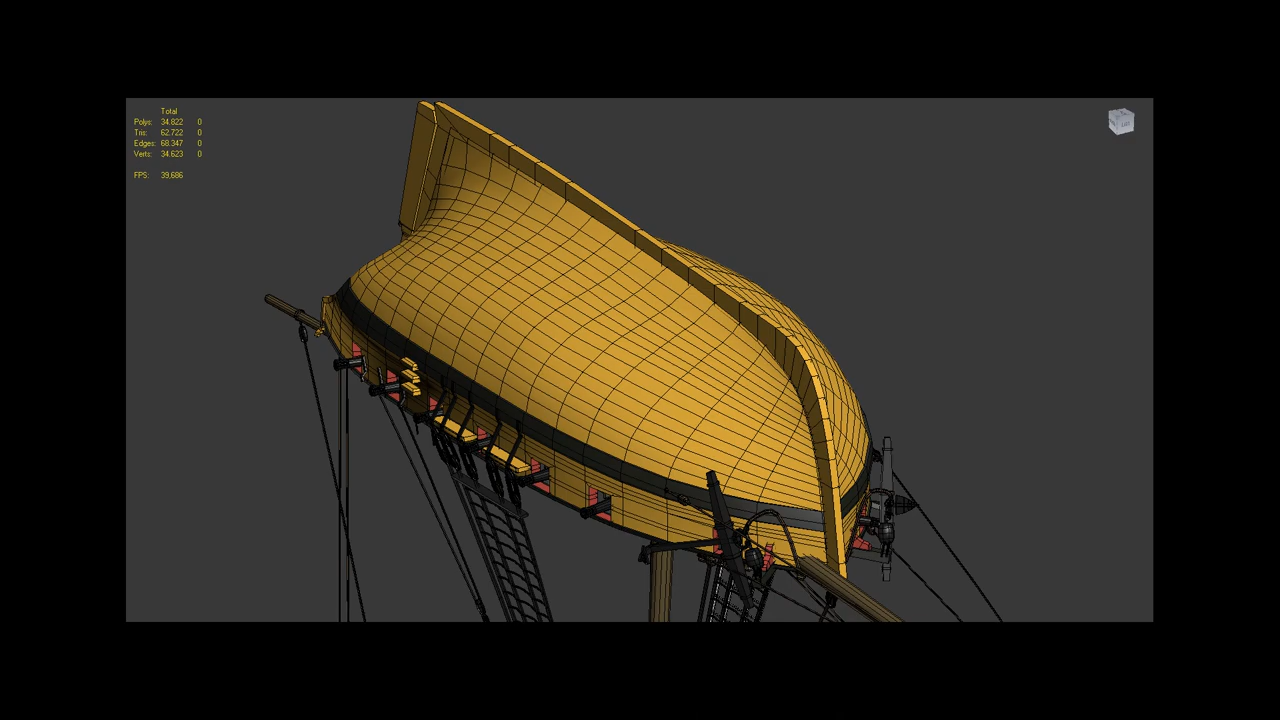 Total
Polys: 34.822 0
Tris: 62.722 0
Edges: 68.347 0
Verts: 34.623 0
FPS: 39.686